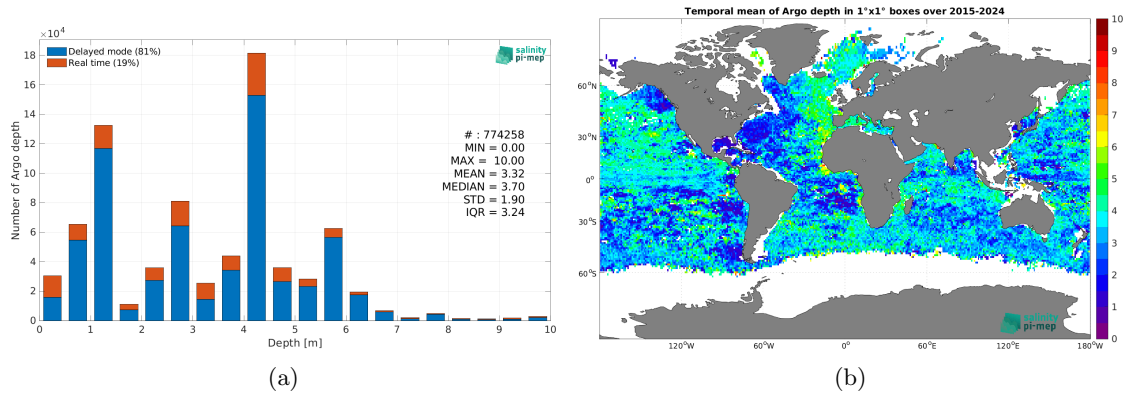 ×10⁴
Delayed mode (81%)
Real time (19%)
salinity
pi-mep
Number of Argo depth
18
16
14
12
10
8
6
4
2
0
# : 774258
MIN = 0.00
MAX = 10.00
MEAN = 3.32
MEDIAN = 3.70
STD = 1.90
IQR = 3.24
0 1 2 3 4 5 6 7 8 9 10
Depth [m]
(a)
Temporal mean of Argo depth in 1°x1° boxes over 2015-2024
60°N
30°N
0°
30°S
60°S
120°W 60°W 0° 60°E 120°E 180°W
salinity
pi-mep
10
9
8
7
6
5
4
3
2
1
0
(b)